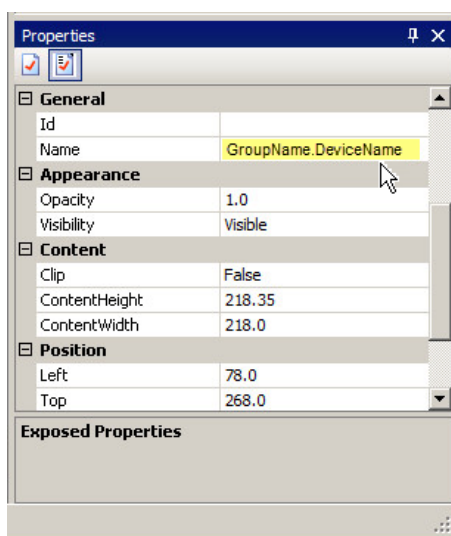 Properties
General
Id
Name GroupName.DeviceName
Appearance
Opacity 1.0
Visibility Visible
Content
Clip False
ContentHeight 218.35
ContentWidth 218.0
Position
Left 78.0
Top 268.0
Exposed Properties